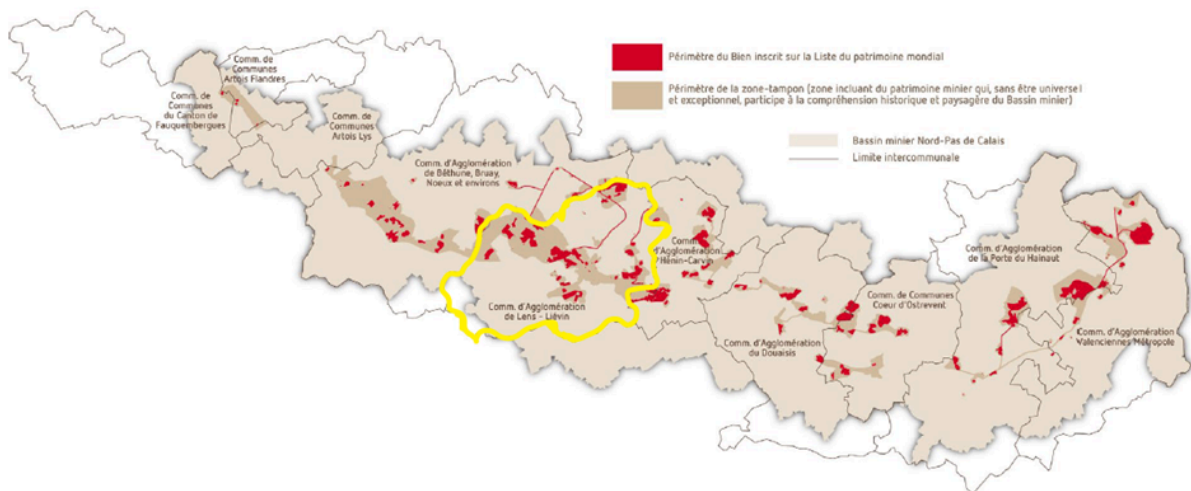 Comm. de
Communes
Artois Flandres
Comm. de
Communes
du Canton de
Fauquembergues
Comm. de
Communes
Artois Lys
Comm. d'Agglomération
de Béthune, Bruay,
Noeux et environs
Comm. d'Agglomération
de Lens - Liévin
Comm.
d'Agglomération
d'Hénin-Carvin
Comm. d'Agglomération
du Douaisis
Comm. de Communes
Coeur d'Ostrevent
Comm. d'Agglomération
de la Porte du Hainaut
Comm. d'Agglomération
Valenciennes Métropole
Périmètre du Bien inscrit sur la Liste du patrimoine mondial
Périmètre de la zone-tampon (zone incluant du patrimoine minier qui, sans être universel
et exceptionnel, participe à la compréhension historique et paysagère du Bassin minier)
Bassin minier Nord-Pas de Calais
Limite intercommunale